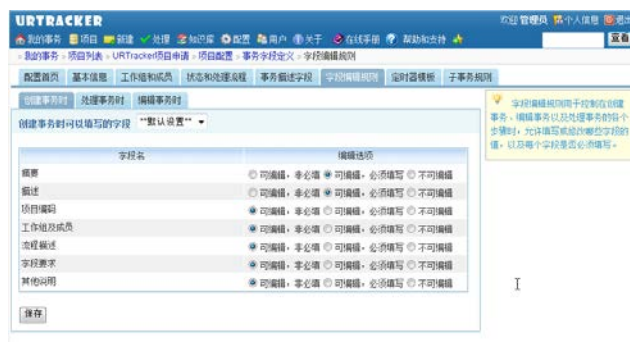 URTRACKER
欢迎 管理员 个人信息 退出
我的事务 项目 新建 处理 知识库 配置 用户 关于 在线手册 帮助和支持 查看
我的事务 项目列表 URTracker项目申请 项目配置 事务字段定义 字段编辑规则
配置首页 基本信息 工作组和成员 状态和处理流程 事务描述字段 字段编辑规则 定时器模板 子事务规则
创建事务时 处理事务时 编辑事务时
创建事务时可以填写的字段 **默认设置**
字段名 编辑选项
概要 可编辑，非必填 可编辑，必须填写 不可编辑
描述 可编辑，非必填 可编辑，必须填写 不可编辑
项目编码 可编辑，非必填 可编辑，必须填写 不可编辑
工作组及成员 可编辑，非必填 可编辑，必须填写 不可编辑
流程描述 可编辑，非必填 可编辑，必须填写 不可编辑
字段要求 可编辑，非必填 可编辑，必须填写 不可编辑
其他说明 可编辑，非必填 可编辑，必须填写 不可编辑
保存
字段编辑规则用于控制在创建
事务、编辑事务以及处理事务的各个
步骤时，允许填写或修改哪些字段的
值，以及每个字段是否必须填写。